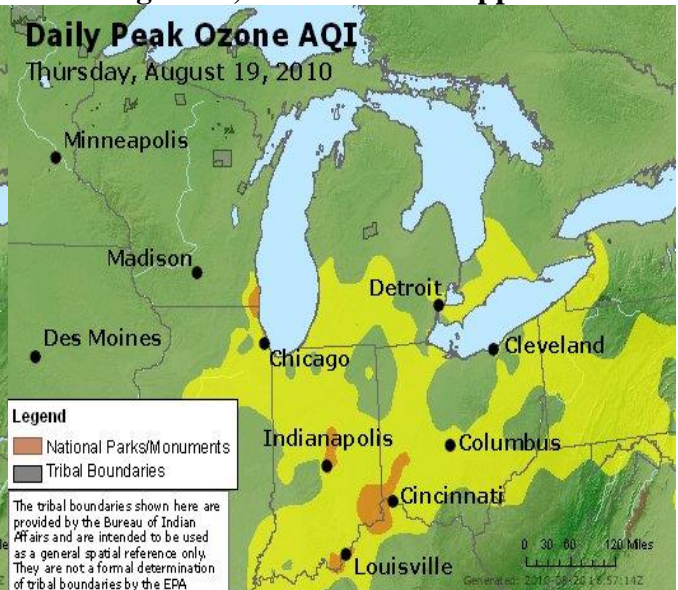 Daily Peak Ozone AQI
Thursday, August 19, 2010
Minneapolis
Madison
Detroit
Des Moines
Chicago
Cleveland
Legend
National Parks/Monuments
Tribal Boundaries
Indianapolis
Columbus
Cincinnati
The tribal boundaries shown here are
provided by the Bureau of Indian
Affairs and are intended to be used
as a general spatial reference only.
They are not a formal determination
of tribal boundaries by the EPA
Louisville
0 30 60 120 Miles